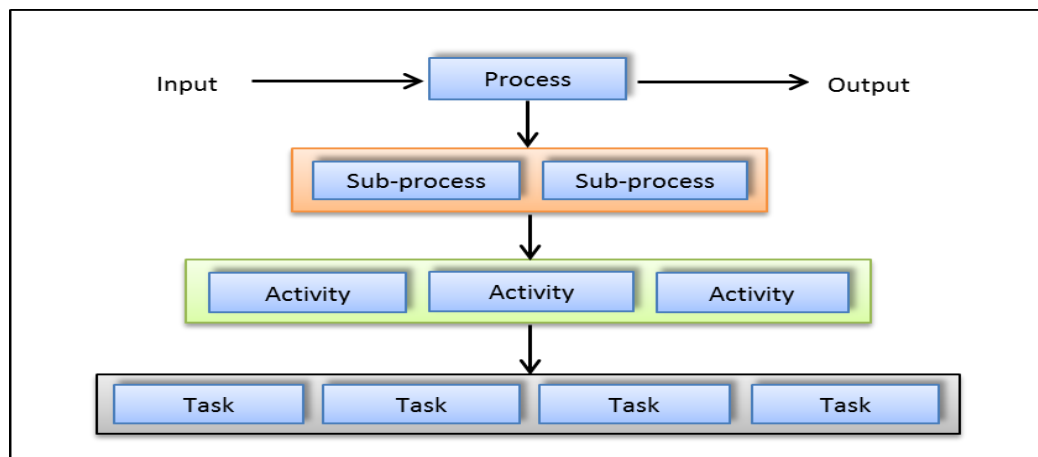 Input Process Output
Sub-process Sub-process
Activity Activity Activity
Task Task Task Task